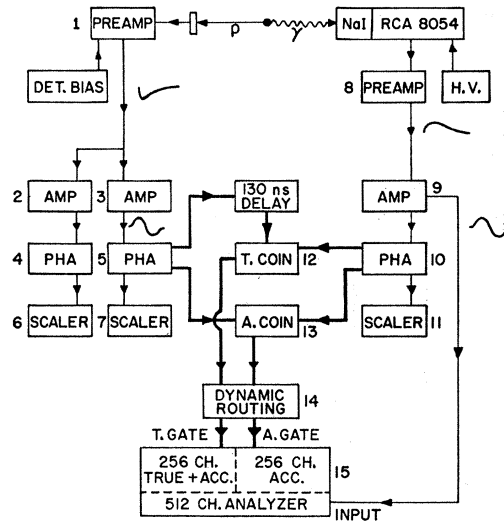 1 PREAMP ρ γ NaI RCA 8054
DET. BIAS 8 PREAMP H.V.
2 AMP 3 AMP 130 ns DELAY AMP 9
4 PHA 5 PHA T. COIN 12 PHA 10
6 SCALER 7 SCALER A. COIN 13 SCALER 11
DYNAMIC ROUTING 14
T. GATE A. GATE
256 CH. TRUE + ACC. 256 CH. ACC. 15
512 CH. ANALYZER INPUT